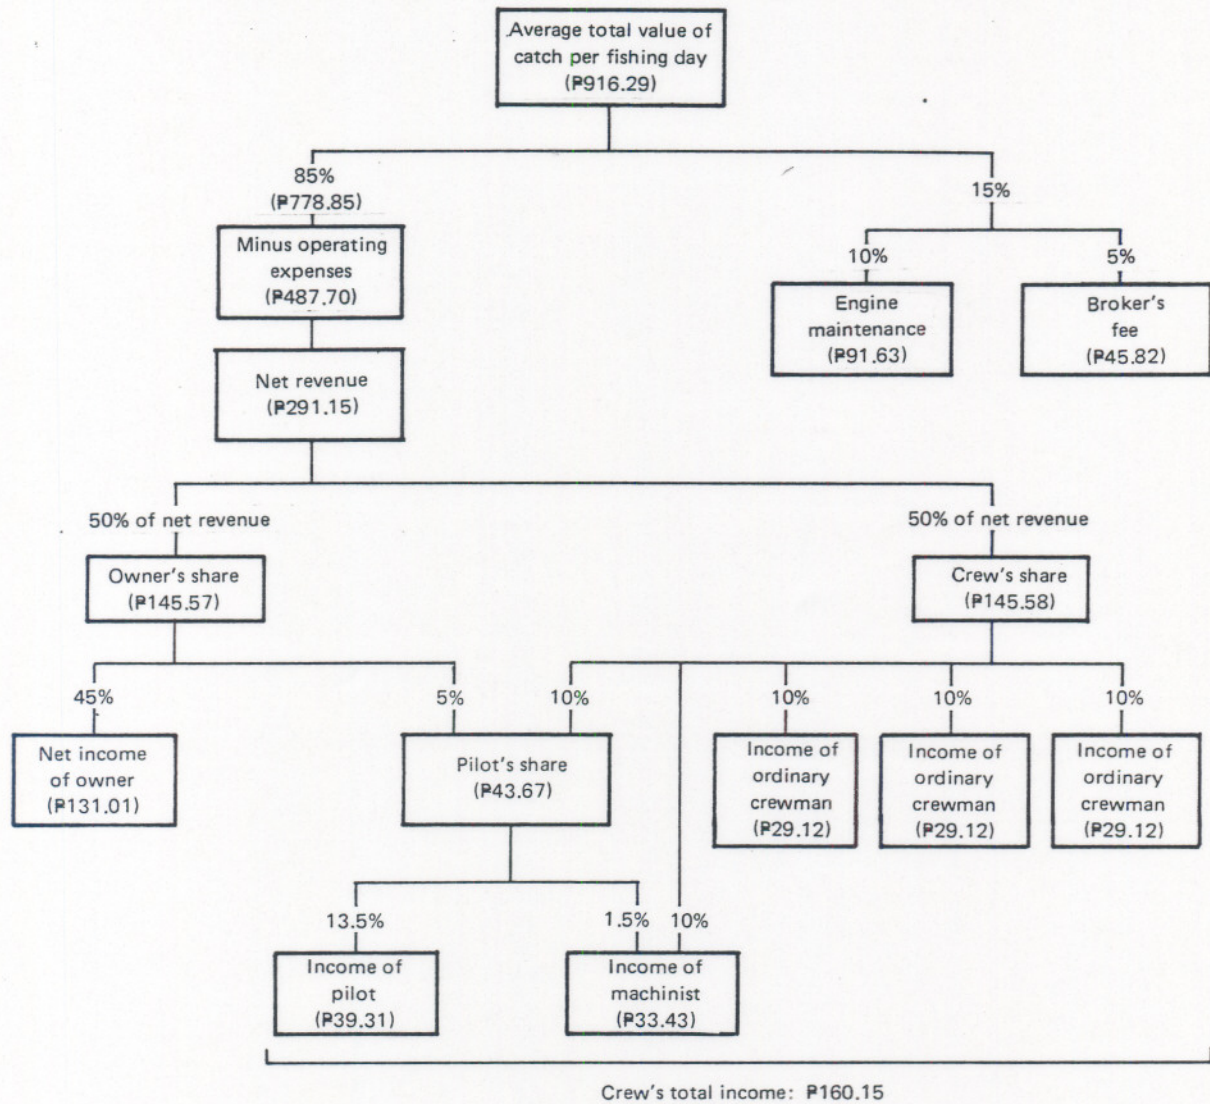 Average total value of
catch per fishing day
(₱916.29)
85%
(₱778.85)
15%
Minus operating
expenses
(₱487.70)
10%
5%
Engine
maintenance
(₱91.63)
Broker's
fee
(₱45.82)
Net revenue
(₱291.15)
50% of net revenue
50% of net revenue
Owner's share
(₱145.57)
Crew's share
(₱145.58)
45%
5%
10%
10%
10%
10%
Net income
of owner
(₱131.01)
Pilot's share
(₱43.67)
Income of
ordinary
crewman
(₱29.12)
Income of
ordinary
crewman
(₱29.12)
Income of
ordinary
crewman
(₱29.12)
13.5%
1.5%
10%
Income of
pilot
(₱39.31)
Income of
machinist
(₱33.43)
Crew's total income: ₱160.15